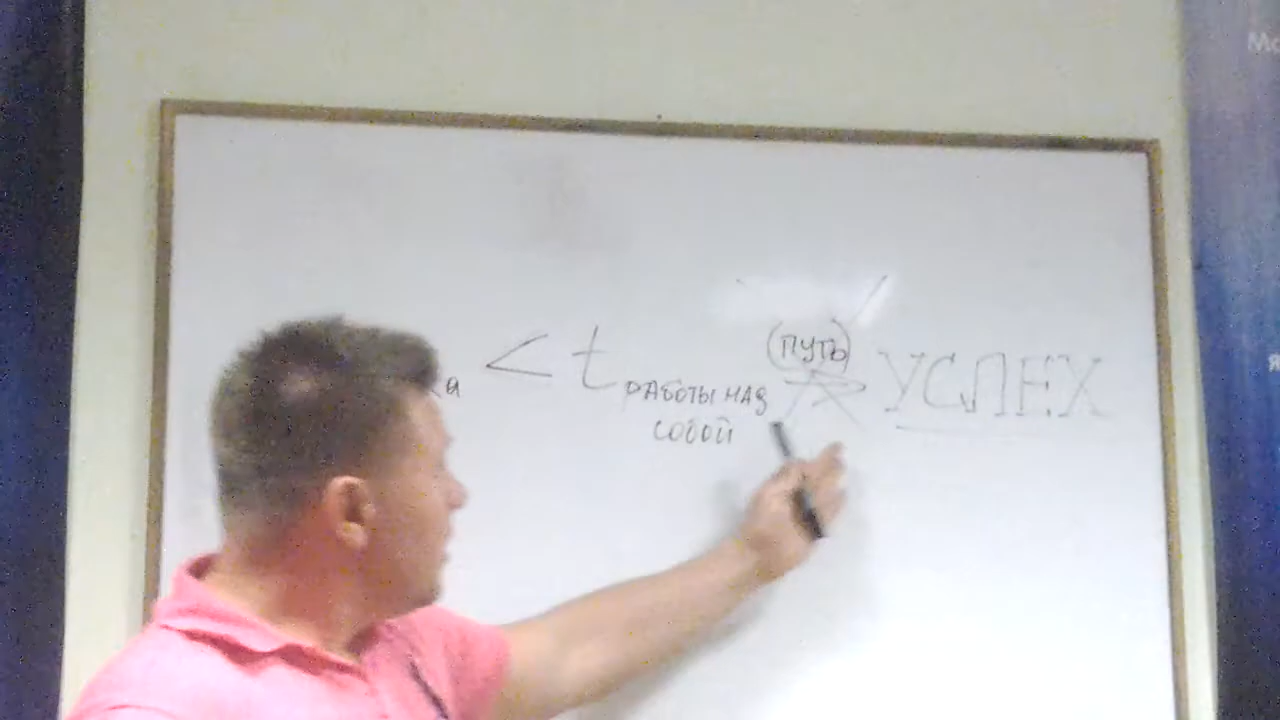 < t работы над (путь) => УСПЕХ
собой